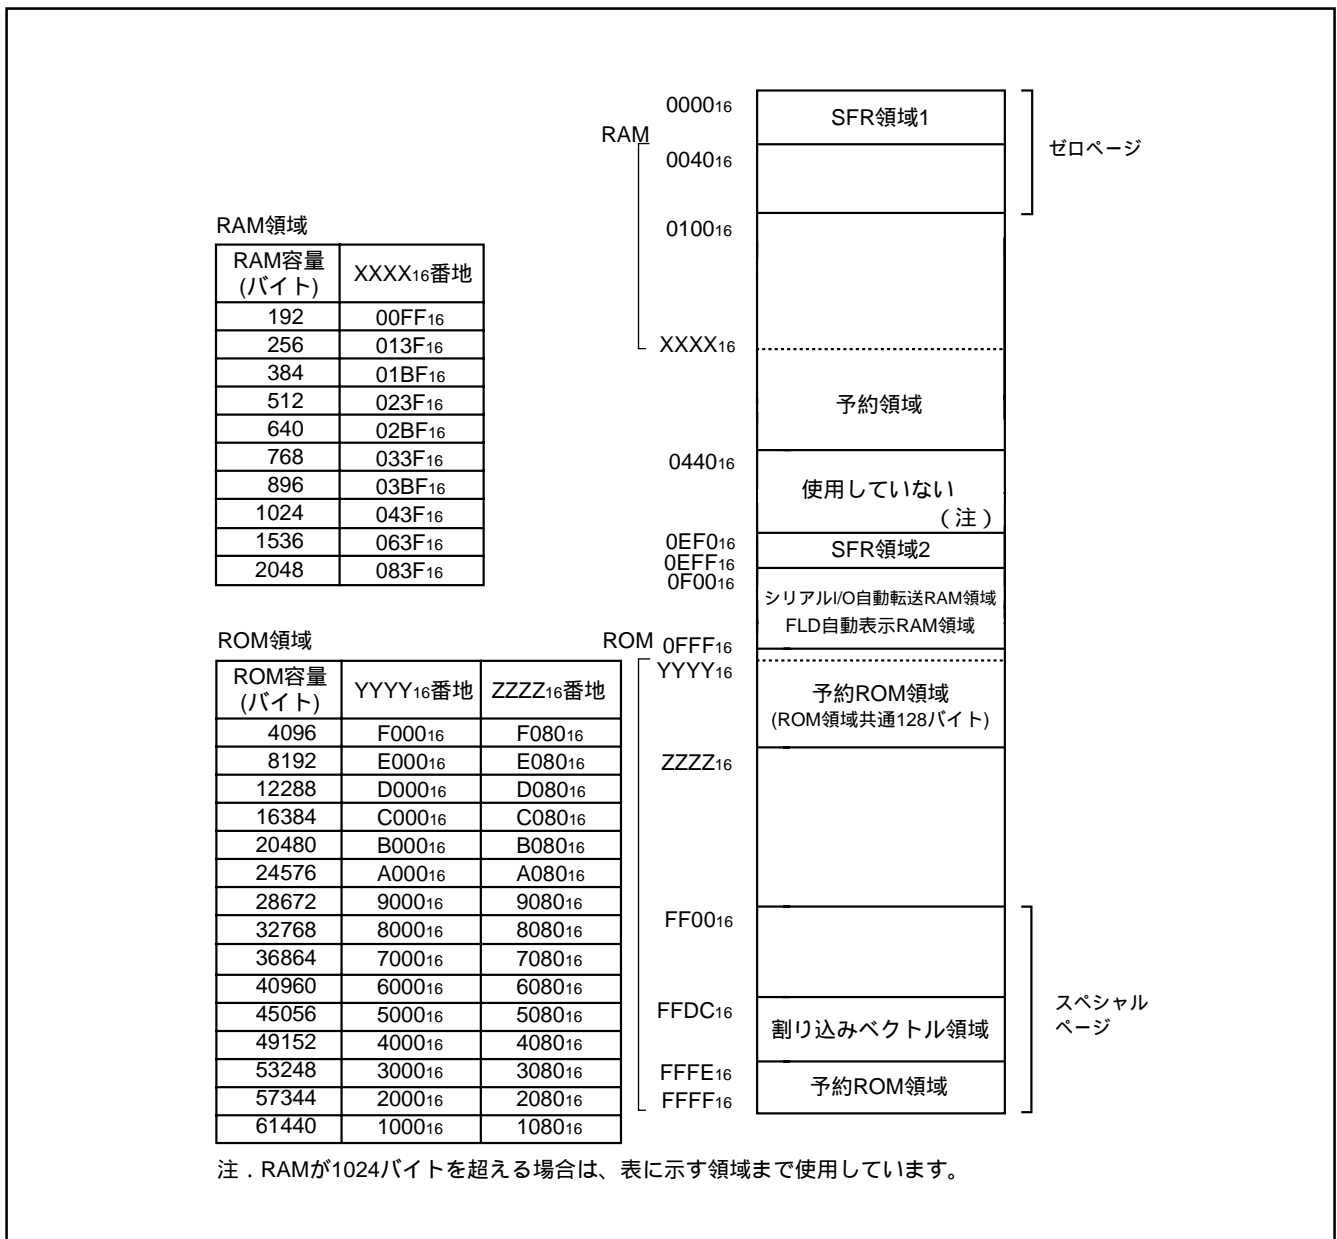 RAM領域
RAM容量
(バイト) XXXX16番地
192 00FF16
256 013F16
384 01BF16
512 023F16
640 02BF16
768 033F16
896 03BF16
1024 043F16
1536 063F16
2048 083F16
ROM領域
ROM容量
(バイト) YYYY16番地 ZZZZ16番地
4096 F00016 F08016
8192 E00016 E08016
12288 D00016 D08016
16384 C00016 C08016
20480 B00016 B08016
24576 A00016 A08016
28672 900016 908016
32768 800016 808016
36864 700016 708016
40960 600016 608016
45056 500016 508016
49152 400016 408016
53248 300016 308016
57344 200016 208016
61440 100016 108016
000016 SFR領域1
RAM
ゼロページ
004016
010016
XXXX16
予約領域
044016
使用していない
(注)
0EF016
SFR領域2
0EFF16
0F0016
シリアルI/O自動転送RAM領域
FLD自動表示RAM領域
ROM 0FFF16
YYYY16
予約ROM領域
(ROM領域共通128バイト)
ZZZZ16
FF0016
スペシャル
ページ
FFDC16
割り込みベクトル領域
FFFE16
予約ROM領域
FFFF16
注.RAMが1024バイトを超える場合は、表に示す領域まで使用しています。